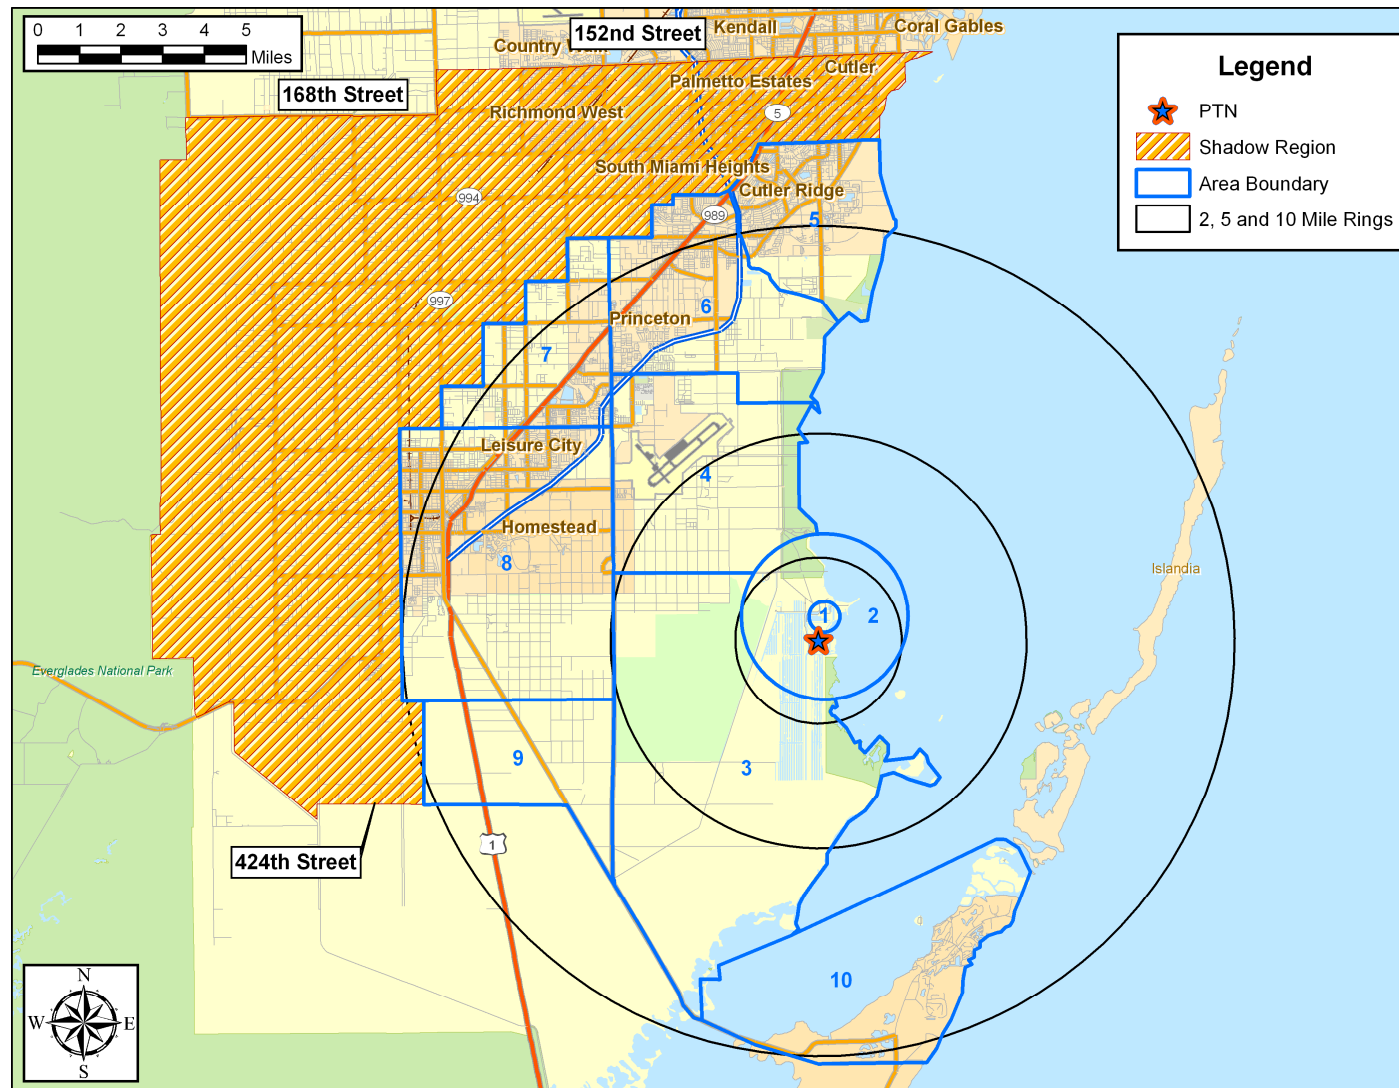 0 1 2 3 4 5
Miles
152nd Street
Kendall
Coral Gables
Country
168th Street
Palmetto Estates
Cutler
Richmond West
5
South Miami Heights
Cutler Ridge
994
989
5
997
6
Princeton
7
Leisure City
4
Homestead
8
Islandia
1
2
Everglades National Park
9
3
1
424th Street
10
N
W E
S
Legend
PTN
Shadow Region
Area Boundary
2, 5 and 10 Mile Rings